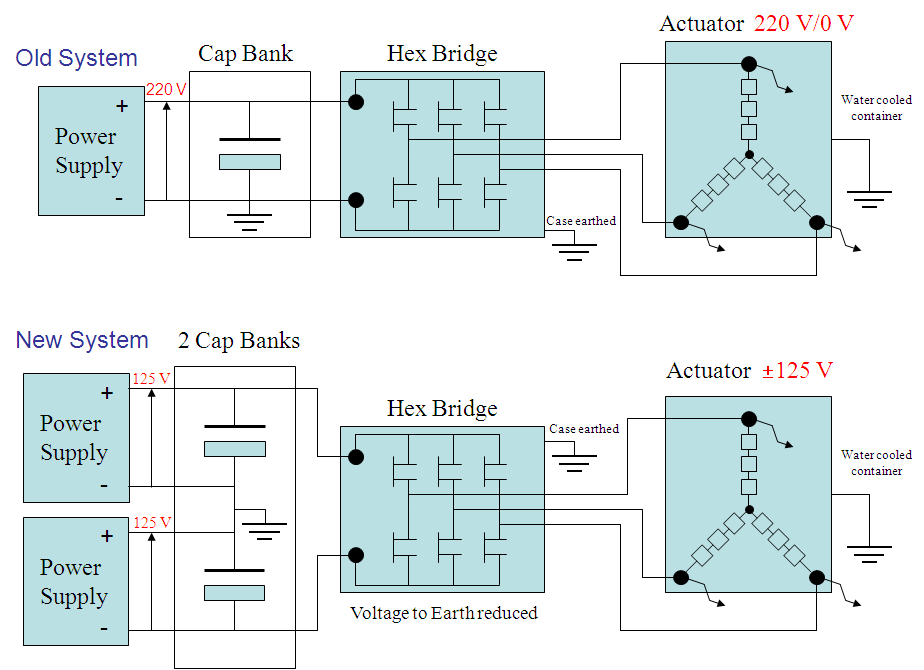 Old System
Cap Bank
Hex Bridge
Actuator 220 V/0 V
220 V
+
Power
Supply
-
Water cooled
container
Case earthed
New System
2 Cap Banks
Actuator ±125 V
125 V
+
Power
Supply
-
Hex Bridge
Case earthed
Water cooled
container
125 V
+
Power
Supply
-
Voltage to Earth reduced